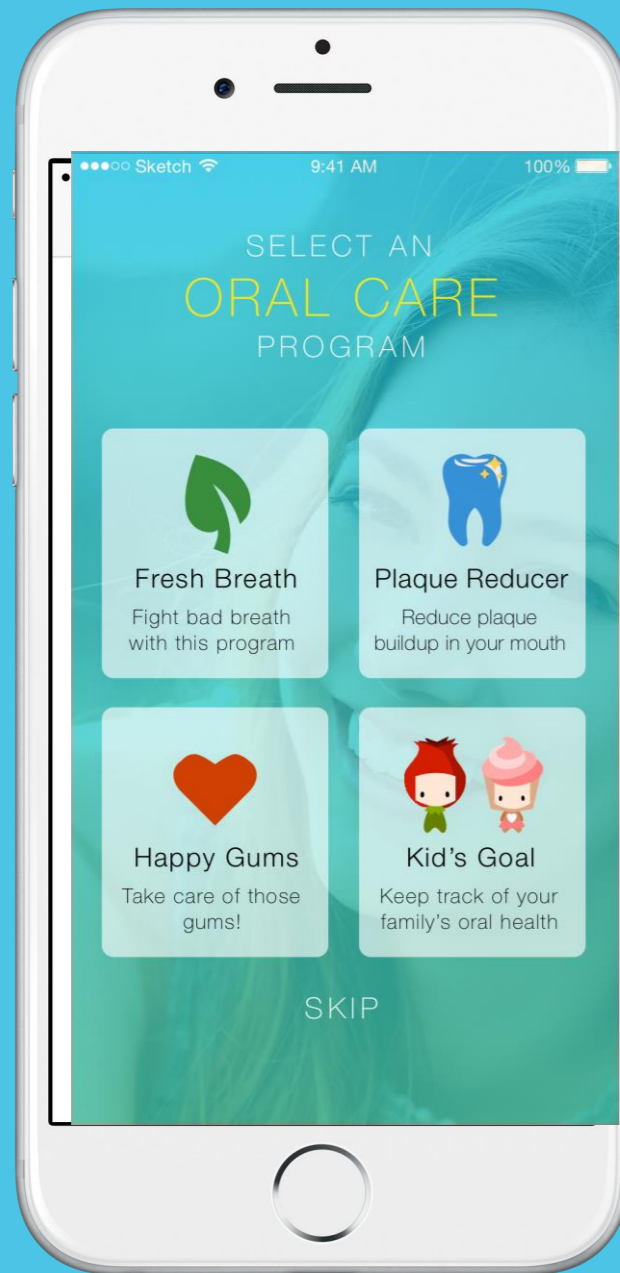 ●●●○○ Sketch 9:41 AM 100%
SELECT AN
ORAL CARE
PROGRAM
Fresh Breath
Fight bad breath
with this program
Plaque Reducer
Reduce plaque
buildup in your mouth
Happy Gums
Take care of those
gums!
Kid's Goal
Keep track of your
family's oral health
SKIP